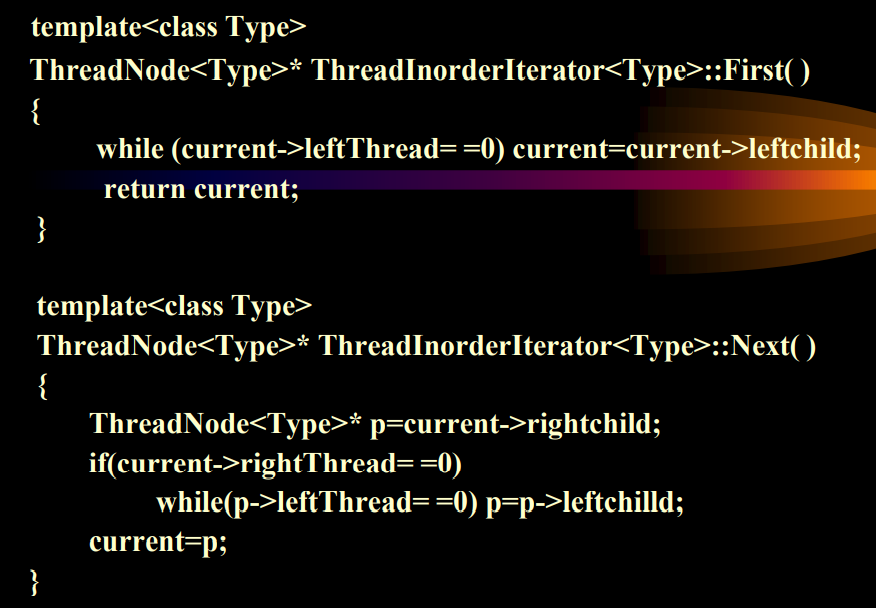 template<class Type>
ThreadNode<Type>* ThreadInorderIterator<Type>::First( )
{
while (current->leftThread= =0) current=current->leftchild;
return current;
}
template<class Type>
ThreadNode<Type>* ThreadInorderIterator<Type>::Next( )
{
ThreadNode<Type>* p=current->rightchild;
if(current->rightThread= =0)
while(p->leftThread= =0) p=p->leftchilld;
current=p;
}